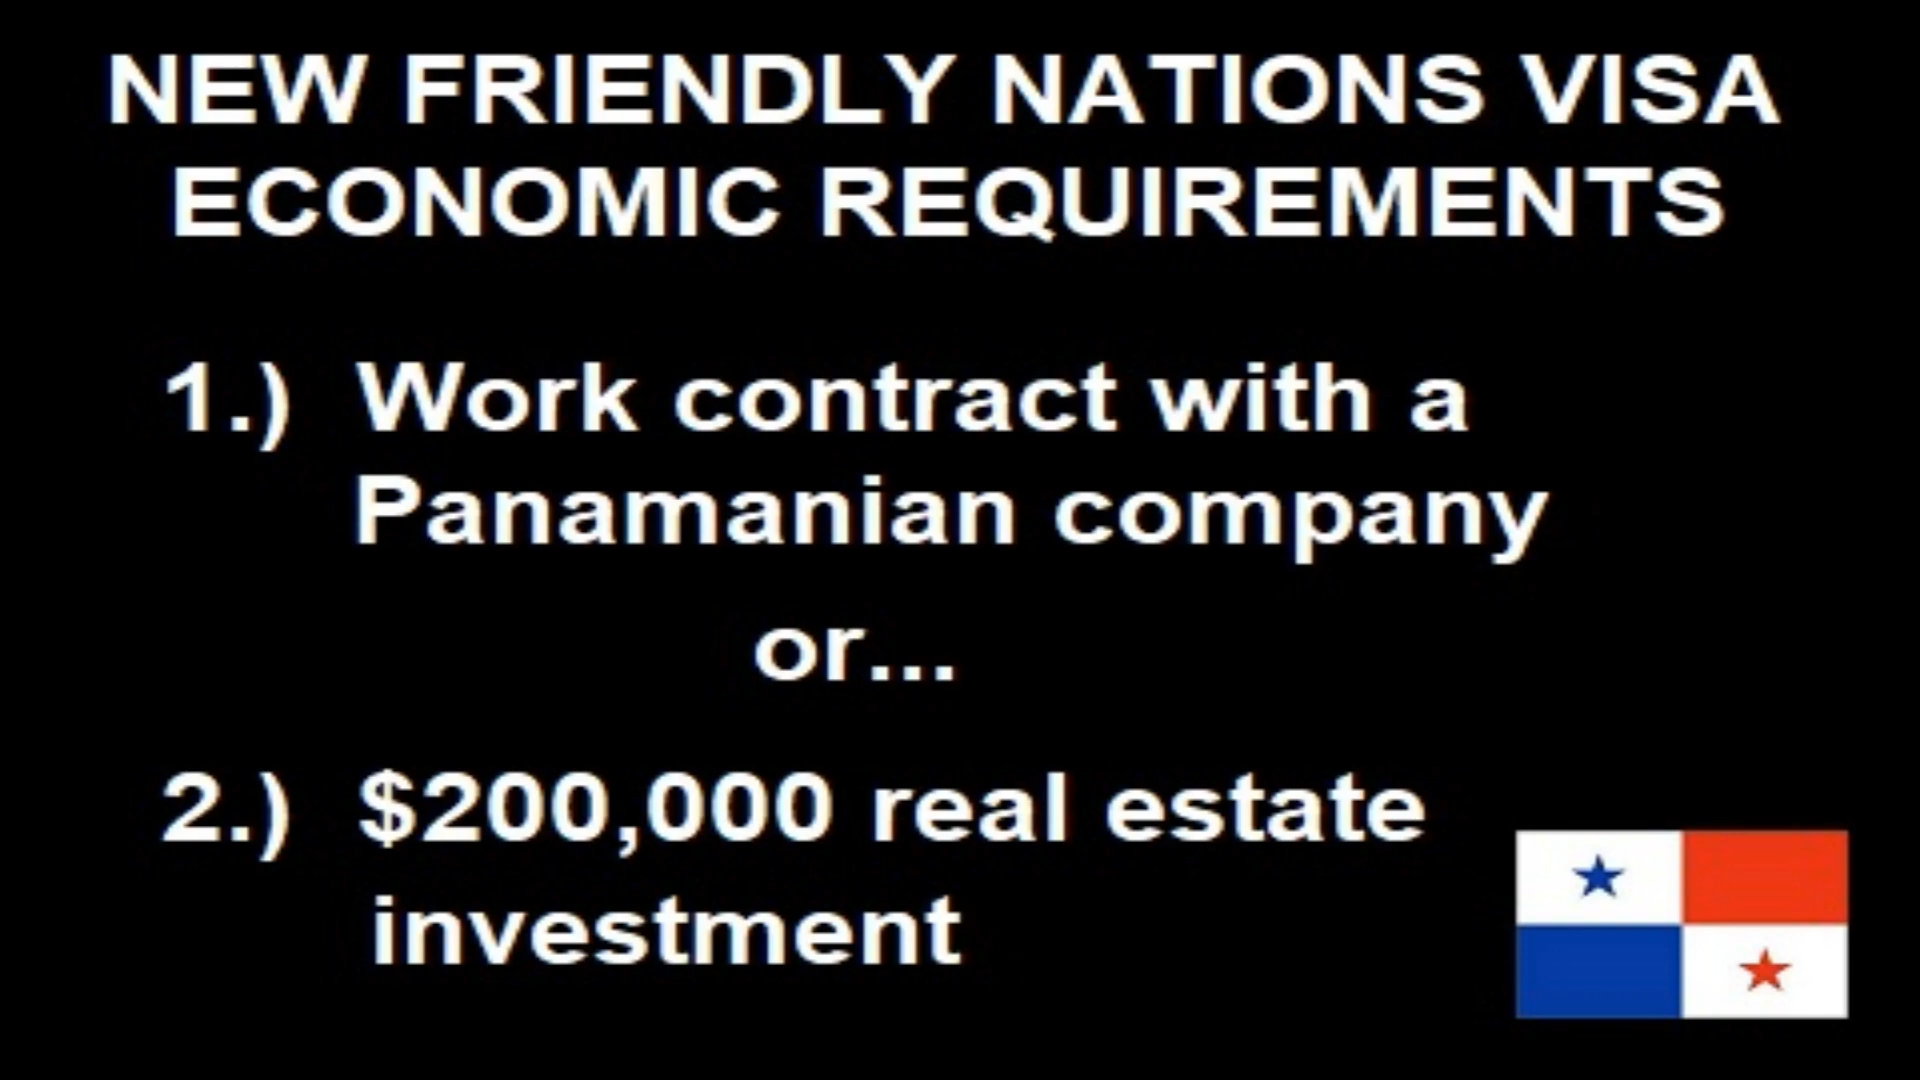 NEW FRIENDLY NATIONS VISA
ECONOMIC REQUIREMENTS
1.) Work contract with a
Panamanian company
or...
2.) $200,000 real estate
investment